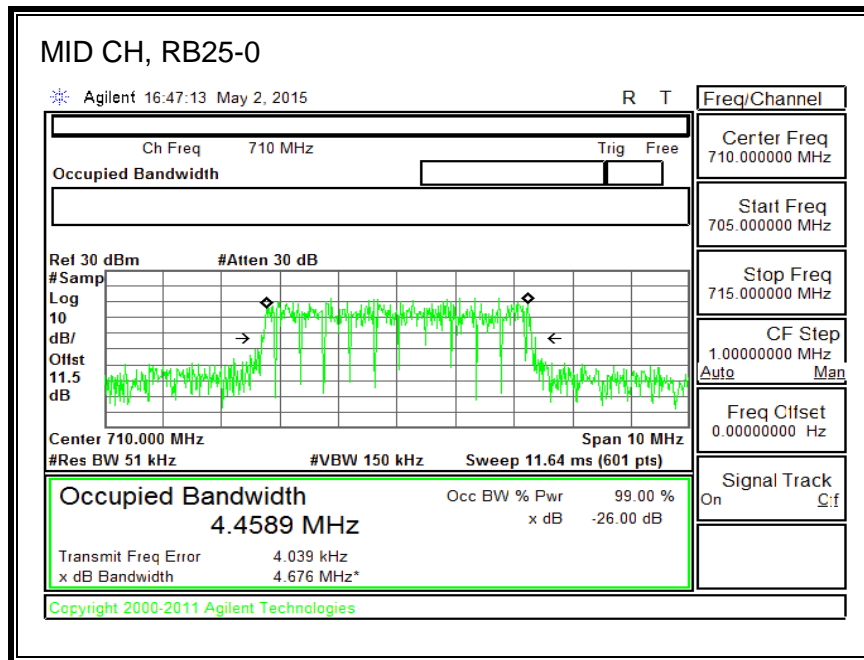 MID CH, RB25-0
Agilent 16:47:13 May 2, 2015 R T
Freq/Channel
Ch Freq 710 MHz Trig Free
Occupied Bandwidth
Center Freq
710.000000 MHz
Start Freq
705.000000 MHz
Stop Freq
715.000000 MHz
CF Step
1.00000000 MHz
Auto Man
Freq Offset
0.00000000 Hz
Signal Track
On Off
Ref 30 dBm #Atten 30 dB
#Samp
Log
10
dB/
Offst
11.5
dB
Center 710.000 MHz Span 10 MHz
#Res BW 51 kHz #VBW 150 kHz Sweep 11.64 ms (601 pts)
Occupied Bandwidth Occ BW % Pwr 99.00 %
4.4589 MHz x dB -26.00 dB
Transmit Freq Error 4.039 kHz
x dB Bandwidth 4.676 MHz*
Copyright 2000-2011 Agilent Technologies